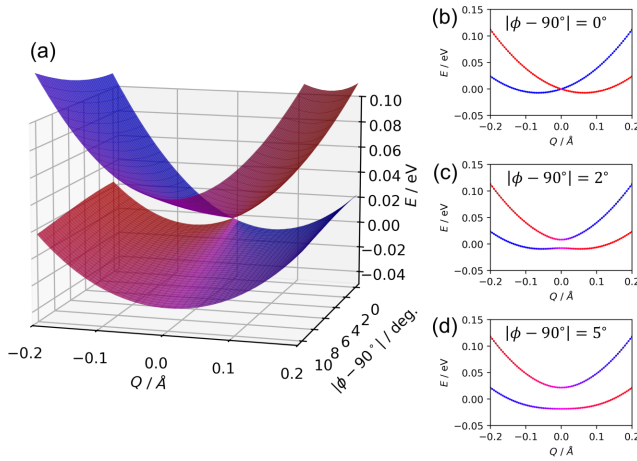 (a)
0.10
0.08
0.06
0.04
0.02
0.00
−0.02
−0.04
E / eV
−0.2
−0.1
0.0
0.1
0.2
Q / Å
10
8
6
4
2
0
|ϕ − 90°| / deg.
(b)
|ϕ − 90°| = 0°
0.15
0.10
0.05
0.00
−0.05
E / eV
−0.2 −0.1 0.0 0.1 0.2
Q / Å
(c)
|ϕ − 90°| = 2°
0.15
0.10
0.05
0.00
−0.05
E / eV
−0.2 −0.1 0.0 0.1 0.2
Q / Å
(d)
|ϕ − 90°| = 5°
0.15
0.10
0.05
0.00
−0.05
E / eV
−0.2 −0.1 0.0 0.1 0.2
Q / Å